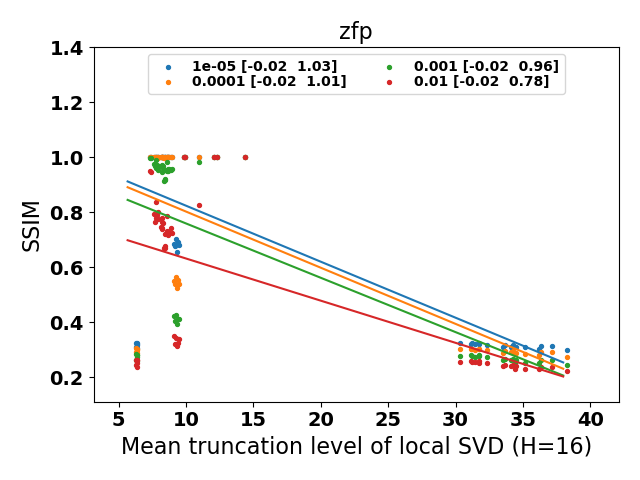 zfp
1e-05 [-0.02  1.03]
0.0001 [-0.02  1.01]
0.001 [-0.02  0.96]
0.01 [-0.02  0.78]
1.4
1.2
1.0
0.8
0.6
0.4
0.2
SSIM
5 10 15 20 25 30 35 40
Mean truncation level of local SVD (H=16)